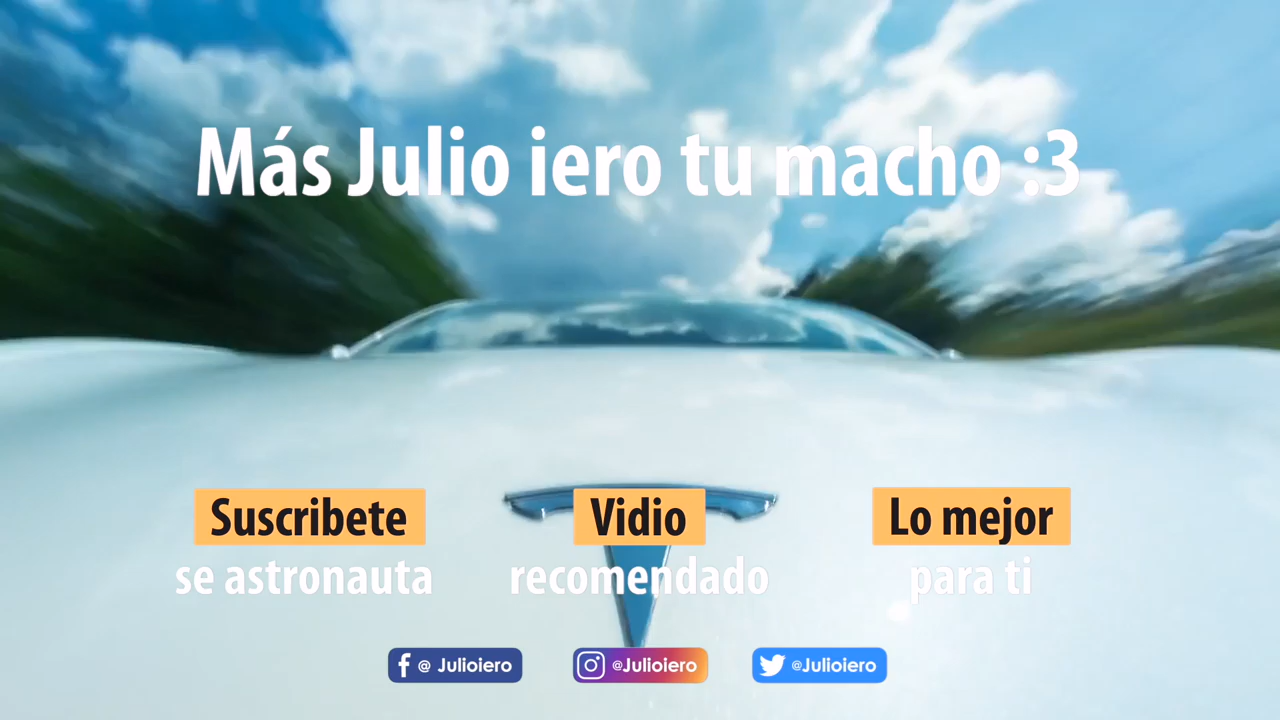 Más Julio iero tu macho :3
Suscribete
se astronauta
Vidio
recomendado
Lo mejor
para ti
@ Julioiero
@Julioiero
@Julioiero